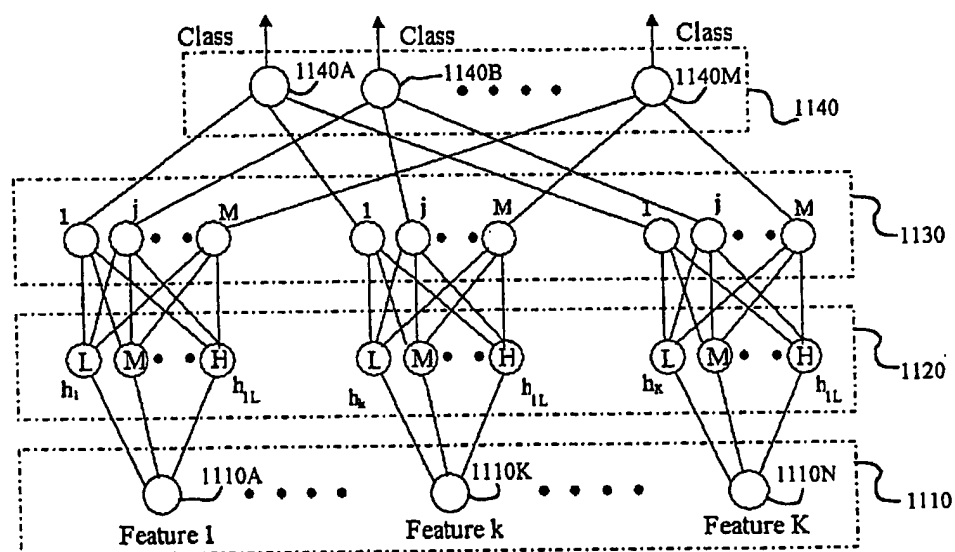 Class Class Class
1140A 1140B 1140M
1140
1 j M 1 j M 1 j M
1130
L M H L M H L M H
h₁ h₁L hₖ h₁L h_K h₁L
1120
1110A 1110K 1110N
1110
Feature 1 Feature k Feature K